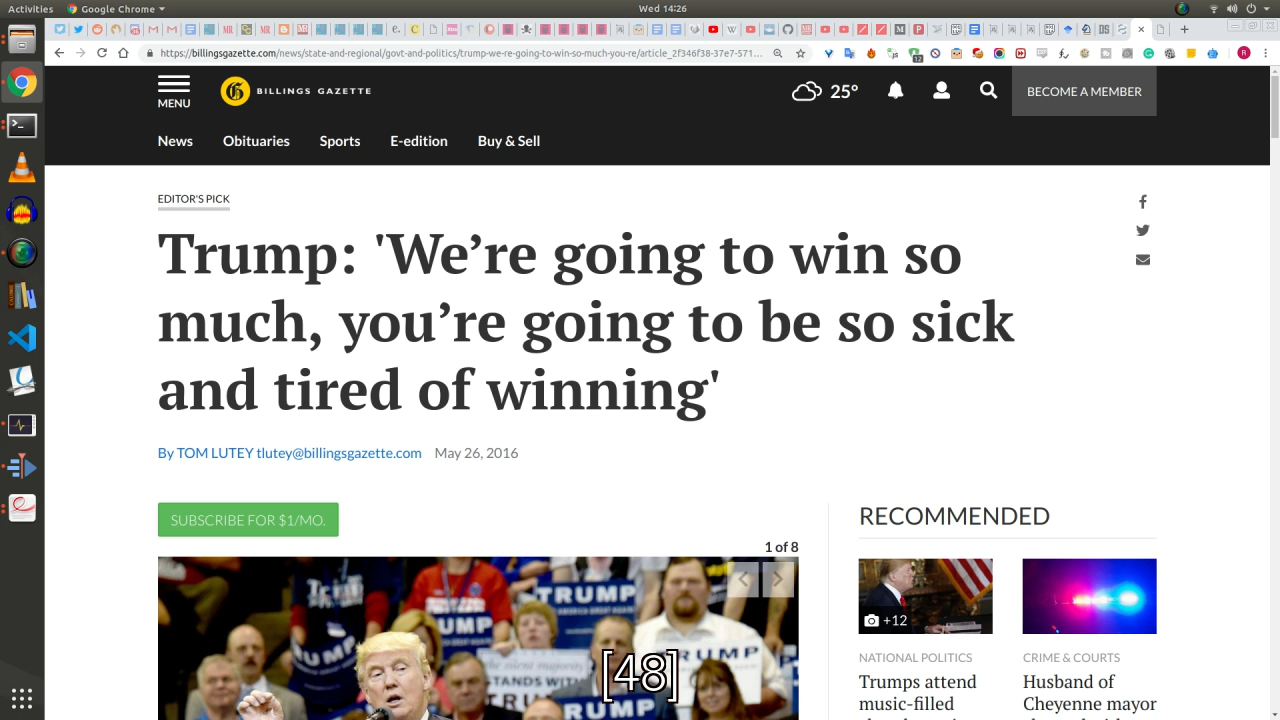 Activities
Google Chrome
Wed 14:26
https://billingsgazette.com/news/state-and-regional/govt-and-politics/trump-we-re-going-to-win-so-much-you-re/article_2f346f38-37e7-571...
MENU
BILLINGS GAZETTE
25°
BECOME A MEMBER
News
Obituaries
Sports
E-edition
Buy & Sell
EDITOR'S PICK
Trump: 'We’re going to win so
much, you’re going to be so sick
and tired of winning'
By TOM LUTEY tlutey@billingsgazette.com May 26, 2016
SUBSCRIBE FOR $1/MO.
1 of 8
TRUMP
TRUMP
STANDS WITH
[48]
RECOMMENDED
+12
NATIONAL POLITICS
Trumps attend
music-filled
CRIME & COURTS
Husband of
Cheyenne mayor